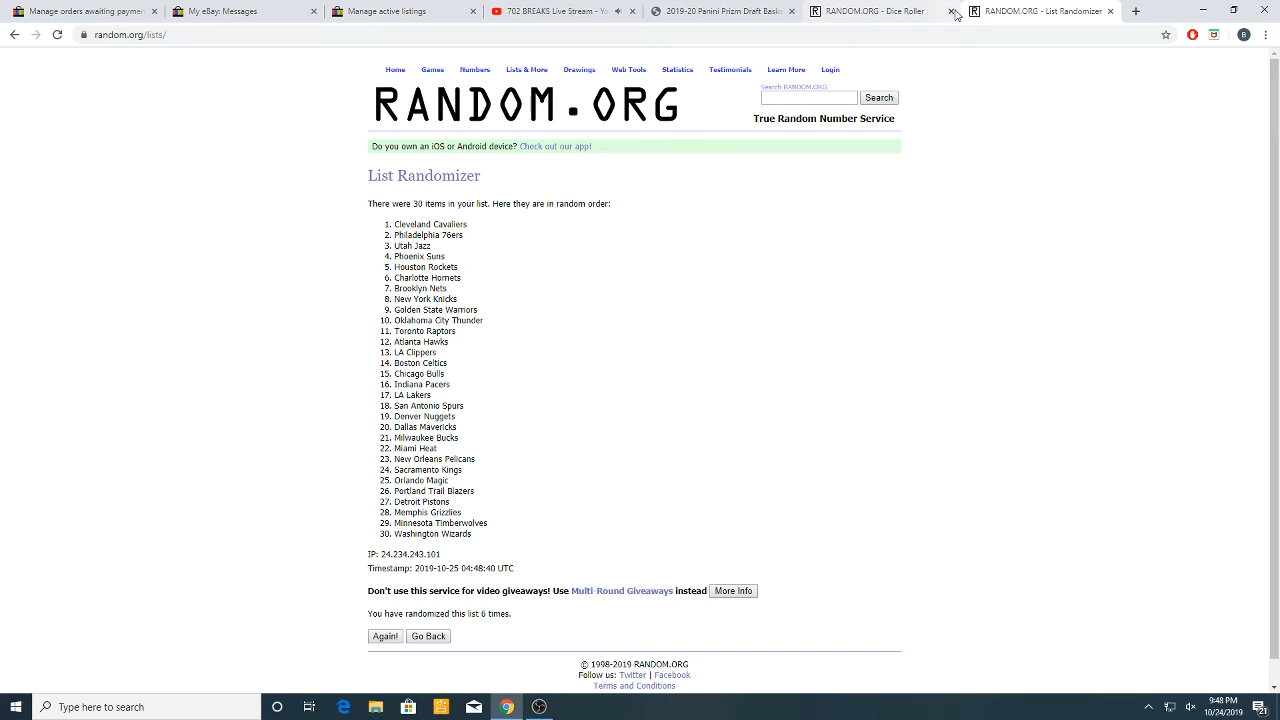 Manage orders awaiting payment
My eBay: Messages
Manage active listings
702 BREAKS Live Stream - Yo
2019-20 Panini Prizm Draft Baske
RANDOM.ORG - Dice Roller
RANDOM.ORG - List Randomizer
random.org/lists/
B
Home Games Numbers Lists & More Drawings Web Tools Statistics Testimonials Learn More Login
RANDOM.ORG
Search RANDOM.ORG
Search
True Random Number Service
Do you own an iOS or Android device? Check out our app!
List Randomizer
There were 30 items in your list. Here they are in random order:
1. Cleveland Cavaliers
2. Philadelphia 76ers
3. Utah Jazz
4. Phoenix Suns
5. Houston Rockets
6. Charlotte Hornets
7. Brooklyn Nets
8. New York Knicks
9. Golden State Warriors
10. Oklahoma City Thunder
11. Toronto Raptors
12. Atlanta Hawks
13. LA Clippers
14. Boston Celtics
15. Chicago Bulls
16. Indiana Pacers
17. LA Lakers
18. San Antonio Spurs
19. Denver Nuggets
20. Dallas Mavericks
21. Milwaukee Bucks
22. Miami Heat
23. New Orleans Pelicans
24. Sacramento Kings
25. Orlando Magic
26. Portland Trail Blazers
27. Detroit Pistons
28. Memphis Grizzlies
29. Minnesota Timberwolves
30. Washington Wizards
IP: 24.234.243.101
Timestamp: 2019-10-25 04:48:40 UTC
Don't use this service for video giveaways! Use Multi-Round Giveaways instead More Info
You have randomized this list 6 times.
Again! Go Back
© 1998-2019 RANDOM.ORG
Follow us: Twitter | Facebook
Terms and Conditions
Type here to search
9:48 PM
10/24/2019